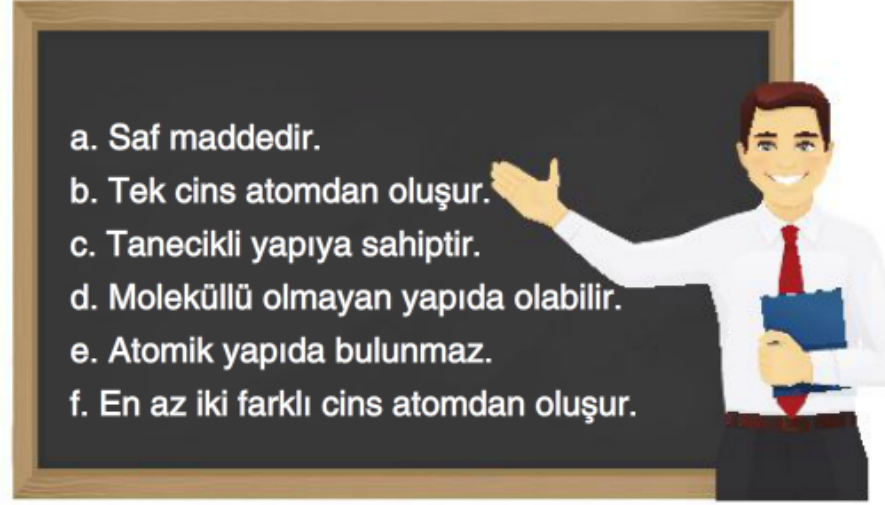 a. Saf maddedir.
b. Tek cins atomdan oluşur.
c. Tanecikli yapıya sahiptir.
d. Moleküllü olmayan yapıda olabilir.
e. Atomik yapıda bulunmaz.
f. En az iki farklı cins atomdan oluşur.